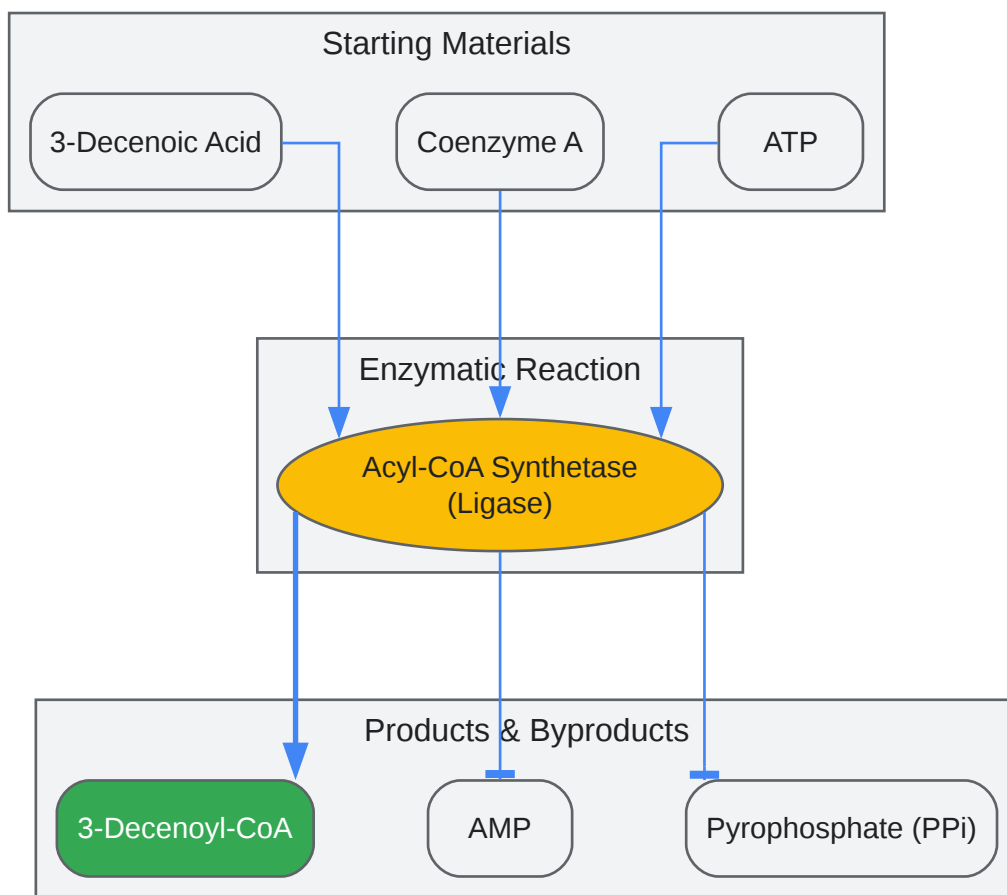 Starting Materials
3-Decenoic Acid
Coenzyme A
ATP
Enzymatic Reaction
Acyl-CoA Synthetase
(Ligase)
Products & Byproducts
3-Decenoyl-CoA
AMP
Pyrophosphate (PPi)